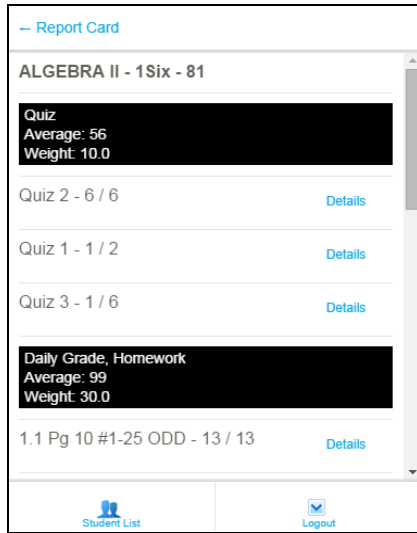 ← Report Card
ALGEBRA II - 1Six - 81
Quiz
Average: 56
Weight: 10.0
Quiz 2 - 6 / 6 Details
Quiz 1 - 1 / 2 Details
Quiz 3 - 1 / 6 Details
Daily Grade, Homework
Average: 99
Weight: 30.0
1.1 Pg 10 #1-25 ODD - 13 / 13 Details
Student List Logout